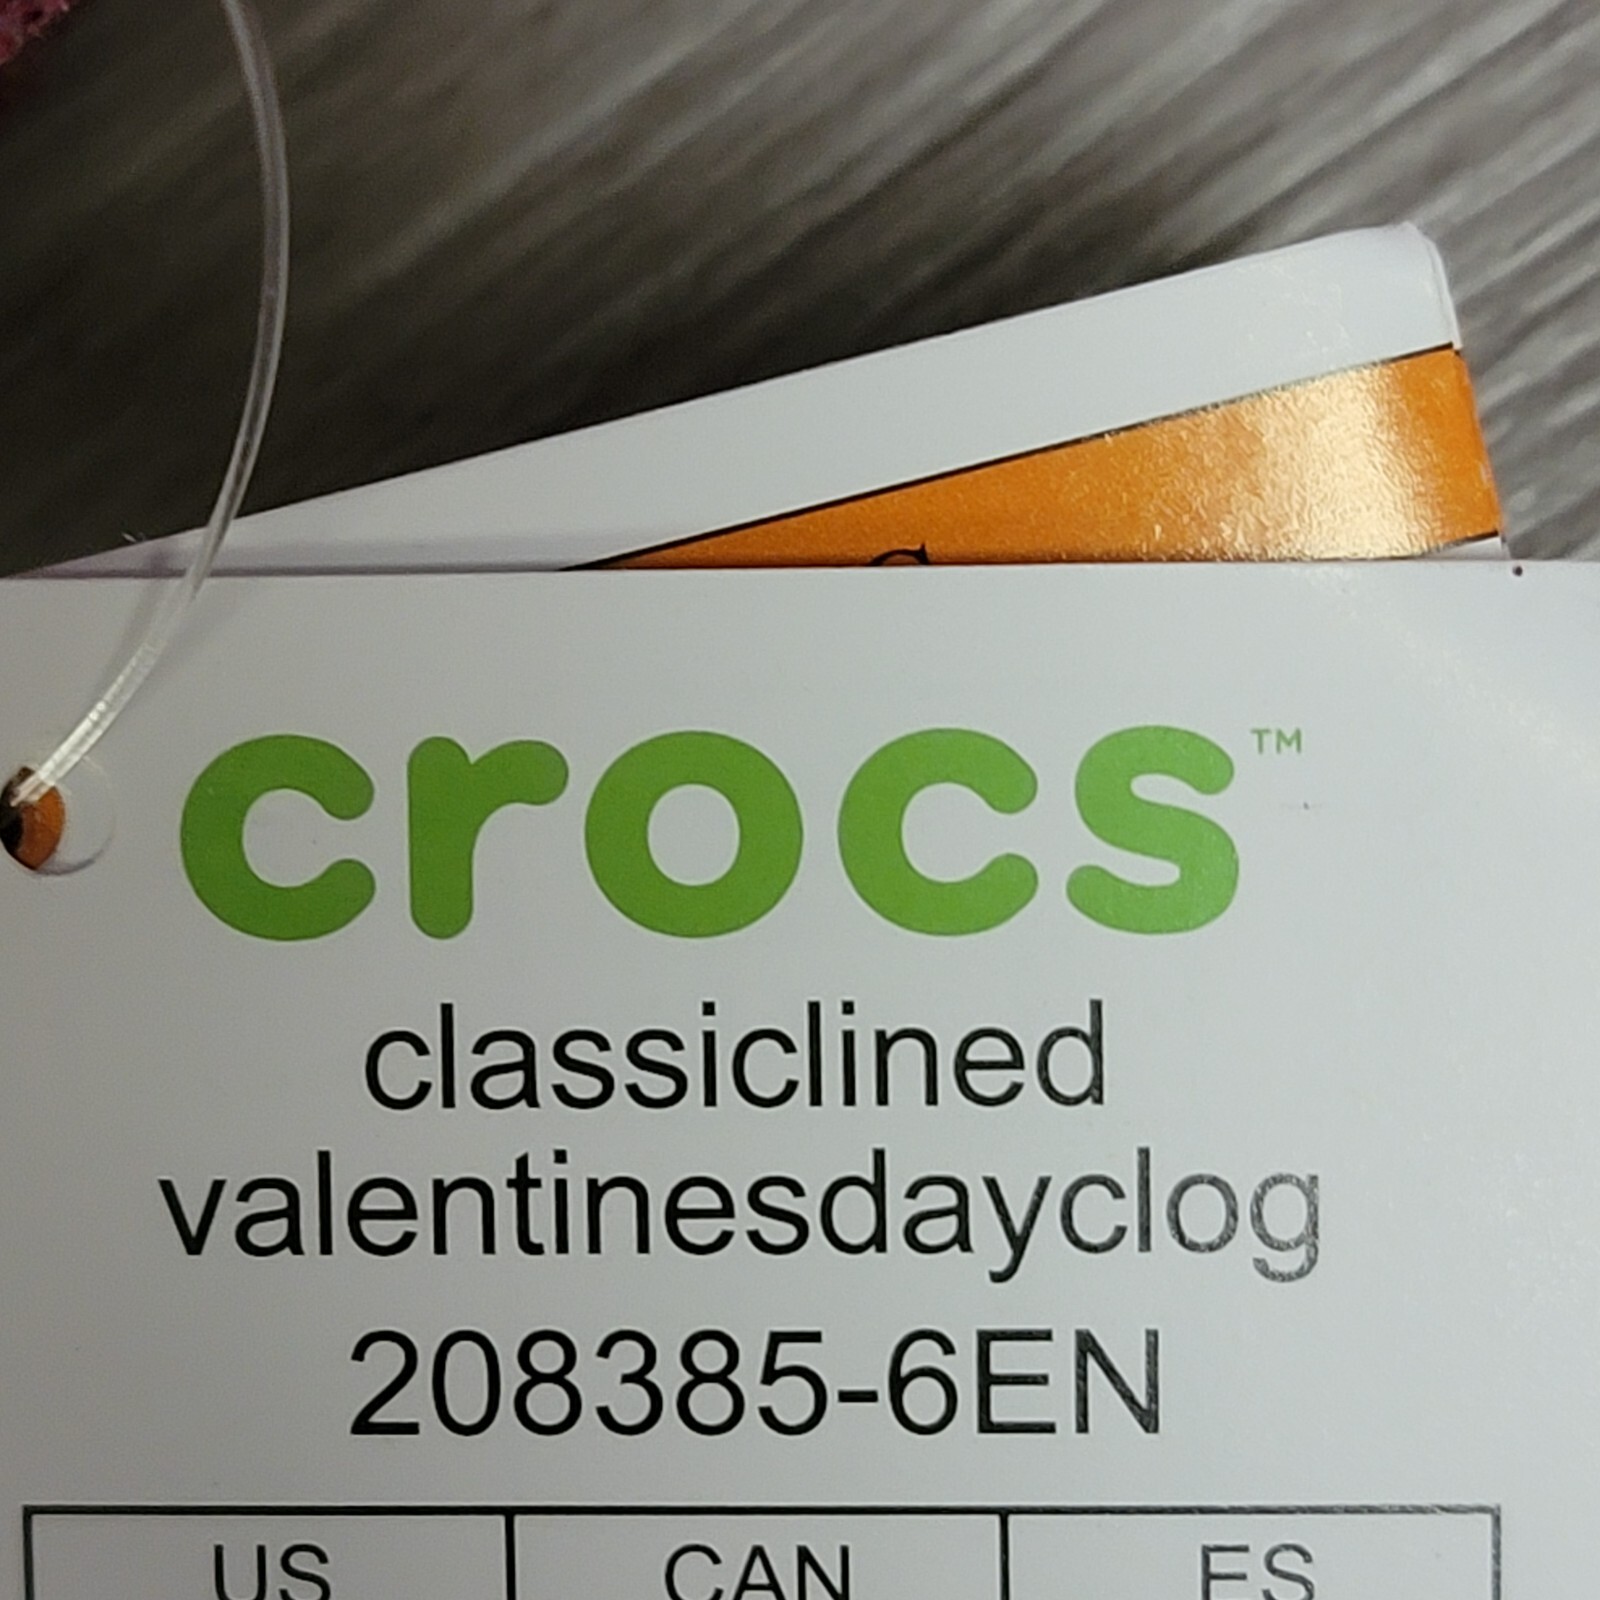 crocs™
classiclined
valentinesdayclog
208385-6EN
US CAN ES